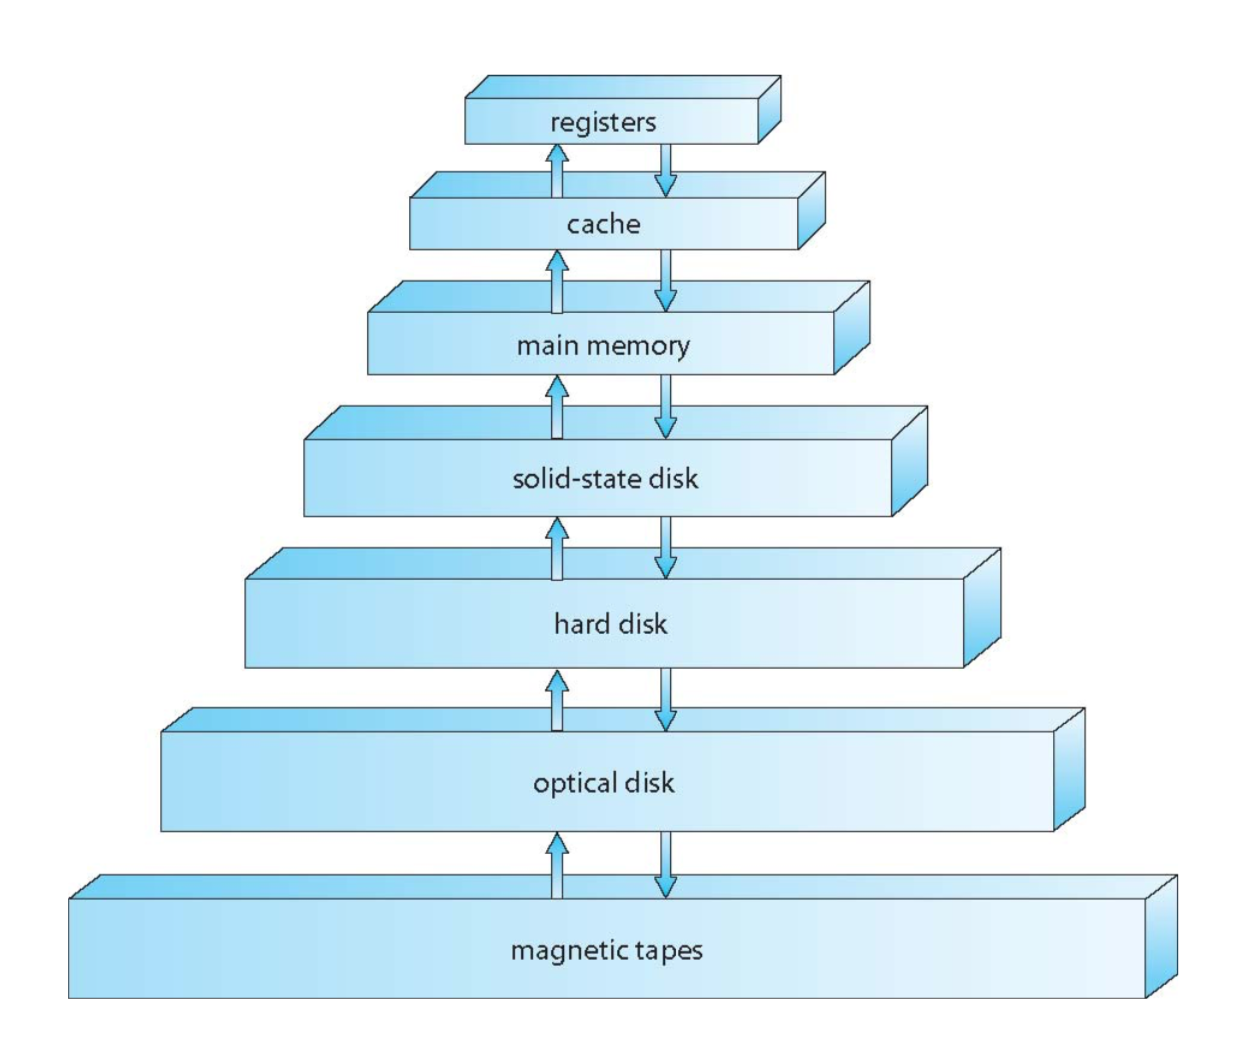 registers
cache
main memory
solid-state disk
hard disk
optical disk
magnetic tapes